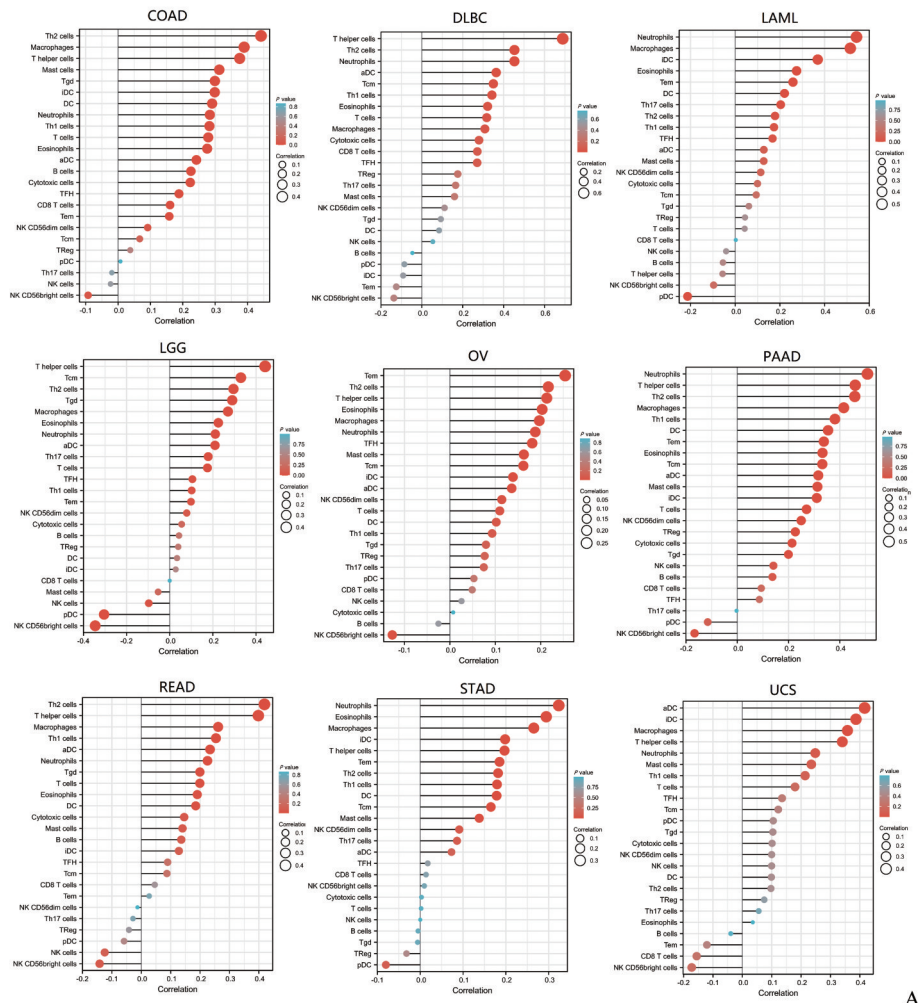 COAD
Th2 cells
Macrophages
T helper cells
Mast cells
Tgd
iDC
DC
Neutrophils
Th1 cells
T cells
Eosinophils
aDC
B cells
Cytotoxic cells
TFH
CD8 T cells
Tem
NK CD56dim cells
Tcm
TReg
pDC
Th17 cells
NK cells
NK CD56bright cells
-0.1 0.0 0.1 0.2 0.3 0.4
Correlation
P value
0.8
0.6
0.4
0.2
Correlation
0.1
0.2
0.3
0.4
DLBC
T helper cells
Th2 cells
Neutrophils
aDC
Tcm
Th1 cells
Eosinophils
T cells
Macrophages
Cytotoxic cells
CD8 T cells
TFH
TReg
Th17 cells
Mast cells
NK CD56dim cells
Tgd
DC
NK cells
B cells
pDC
iDC
Tem
NK CD56bright cells
0.0 0.2 0.4 0.6
Correlation
P value
0.6
0.4
0.2
Correlation
0.2
0.4
0.6
LAML
Neutrophils
Macrophages
iDC
Eosinophils
Tem
DC
Th17 cells
Th2 cells
Th1 cells
TFH
aDC
Mast cells
NK CD56dim cells
Cytotoxic cells
Tcm
Tgd
TReg
T cells
CD8 T cells
NK cells
B cells
T helper cells
NK CD56bright cells
pDC
-0.2 0.0 0.2 0.4 0.6
Correlation
P value
0.75
0.50
0.25
0.00
Correlation
0.1
0.2
0.3
0.4
0.5
LGG
T helper cells
Tcm
Th2 cells
Tgd
Macrophages
Eosinophils
Neutrophils
aDC
Th17 cells
T cells
TFH
Th1 cells
Tem
NK CD56dim cells
Cytotoxic cells
B cells
TReg
DC
iDC
CD8 T cells
Mast cells
NK cells
pDC
NK CD56bright cells
-0.4 -0.2 0.0 0.2 0.4
Correlation
P value
0.75
0.50
0.25
0.00
Correlation
0.1
0.2
0.3
0.4
OV
Tem
Th2 cells
T helper cells
Eosinophils
Macrophages
Neutrophils
TFH
Mast cells
Tcm
iDC
aDC
NK CD56dim cells
T cells
DC
Th1 cells
Tgd
TReg
Th17 cells
pDC
CD8 T cells
NK cells
Cytotoxic cells
B cells
NK CD56bright cells
-0.1 0.0 0.1 0.2
Correlation
P value
0.8
0.6
0.4
0.2
Correlation
0.05
0.10
0.15
0.20
0.25
PAAD
Neutrophils
T helper cells
Th2 cells
Macrophages
Th1 cells
DC
Tem
Eosinophils
Tcm
aDC
Mast cells
iDC
T cells
NK CD56dim cells
TReg
Cytotoxic cells
Tgd
NK cells
B cells
CD8 T cells
TFH
Th17 cells
pDC
NK CD56bright cells
-0.2 0.0 0.2 0.4
Correlation
P value
0.75
0.50
0.25
0.00
Correlation
0.1
0.2
0.3
0.4
0.5
READ
Th2 cells
T helper cells
Macrophages
Th1 cells
aDC
Neutrophils
Tgd
T cells
Eosinophils
DC
Cytotoxic cells
Mast cells
B cells
iDC
TFH
Tcm
CD8 T cells
Tem
NK CD56dim cells
Th17 cells
TReg
pDC
NK cells
NK CD56bright cells
-0.2 -0.1 0.0 0.1 0.2 0.3 0.4
Correlation
P value
0.8
0.6
0.4
0.2
Correlation
0.1
0.2
0.3
0.4
STAD
Neutrophils
Eosinophils
Macrophages
iDC
T helper cells
Tem
Th2 cells
Th1 cells
DC
Tcm
Mast cells
NK CD56dim cells
Th17 cells
aDC
TFH
CD8 T cells
NK CD56bright cells
Cytotoxic cells
T cells
NK cells
B cells
Tgd
TReg
pDC
-0.1 0.0 0.1 0.2 0.3
Correlation
P value
0.75
0.50
0.25
Correlation
0.1
0.2
0.3
UCS
aDC
iDC
Macrophages
T helper cells
Neutrophils
Mast cells
Th1 cells
T cells
TFH
Tcm
pDC
Tgd
Cytotoxic cells
NK CD56dim cells
NK cells
DC
Th2 cells
TReg
Th17 cells
Eosinophils
B cells
Tem
CD8 T cells
NK CD56bright cells
-0.2 -0.1 0.0 0.1 0.2 0.3 0.4
Correlation
P value
0.8
0.6
0.4
0.2
Correlation
0.1
0.2
0.3
0.4
A